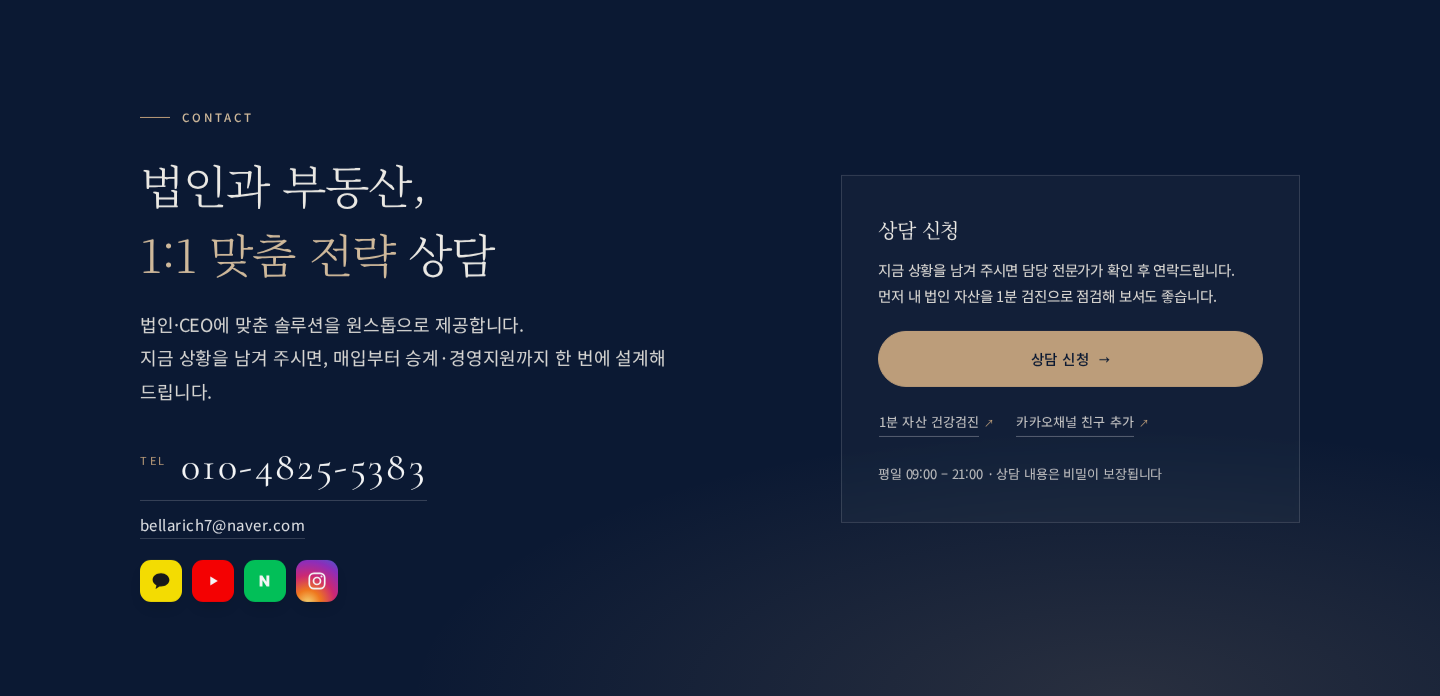 CONTACT
법인과 부동산,
1:1 맞춤 전략 상담
법인·CEO에 맞춘 솔루션을 원스톱으로 제공합니다.
지금 상황을 남겨 주시면, 매입부터 승계·경영지원까지 한 번에 설계해
드립니다.
TEL 010-4825-5383
bellarich7@naver.com
N
상담 신청
지금 상황을 남겨 주시면 담당 전문가가 확인 후 연락드립니다.
먼저 내 법인 자산을 1분 검진으로 점검해 보셔도 좋습니다.
상담 신청 →
1분 자산 건강검진 ↗ 카카오채널 친구 추가 ↗
평일 09:00 – 21:00 · 상담 내용은 비밀이 보장됩니다